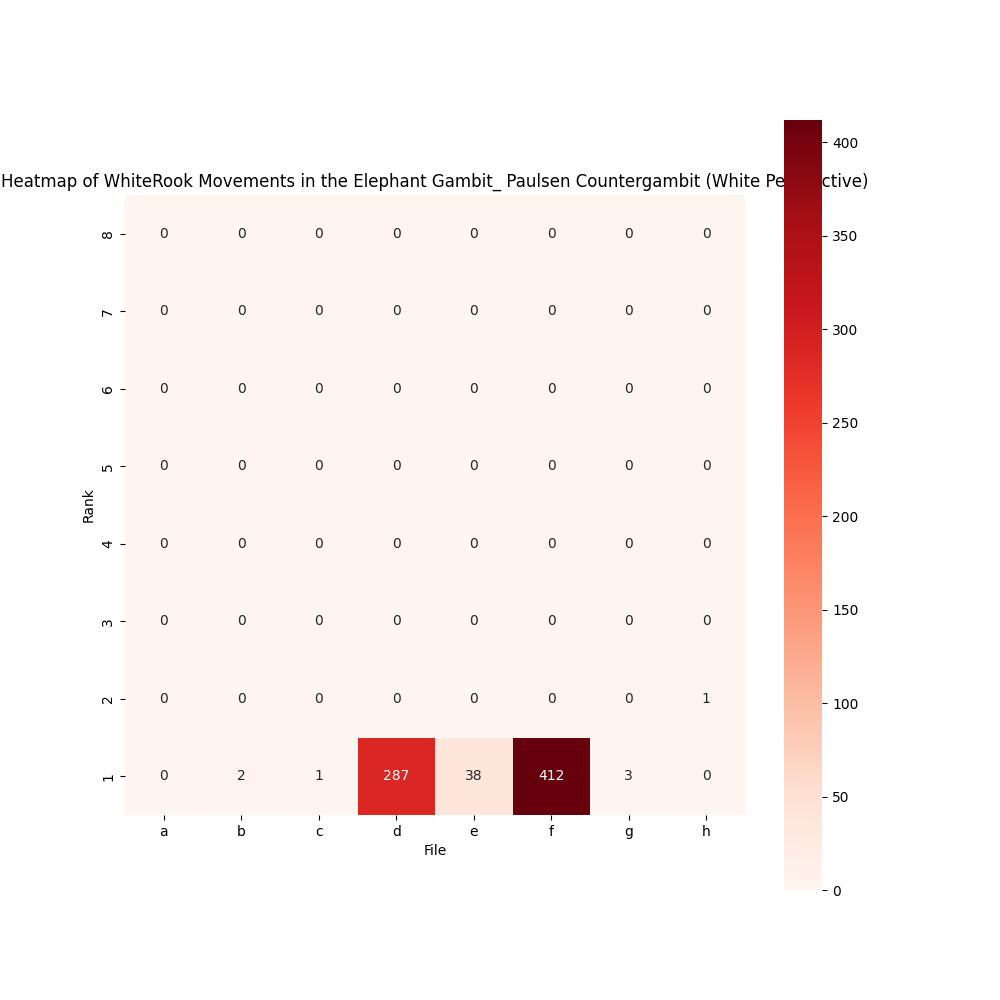 Heatmap of WhiteRook Movements in the Elephant Gambit_ Paulsen Countergambit (White Pe ctive)
400
350
300
250
200
150
100
50
0
8 0 0 0 0 0 0 0 0
7 0 0 0 0 0 0 0 0
6 0 0 0 0 0 0 0 0
5 0 0 0 0 0 0 0 0
Rank
4 0 0 0 0 0 0 0 0
3 0 0 0 0 0 0 0 0
2 0 0 0 0 0 0 0 1
1 0 2 1 287 38 412 3 0
a b c d e f g h
File